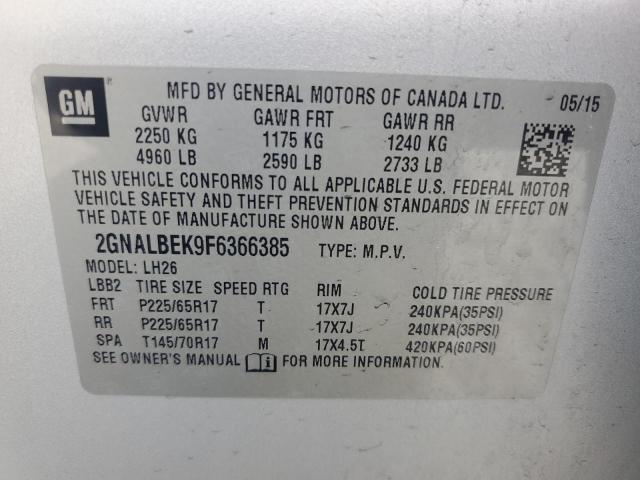 GM
MFD BY GENERAL MOTORS OF CANADA LTD. 05/15
GVWR GAWR FRT GAWR RR
2250 KG 1175 KG 1240 KG
4960 LB 2590 LB 2733 LB
THIS VEHICLE CONFORMS TO ALL APPLICABLE U.S. FEDERAL MOTOR
VEHICLE SAFETY AND THEFT PREVENTION STANDARDS IN EFFECT ON
THE DATE OF MANUFACTURE SHOWN ABOVE.
2GNALBEK9F6366385 TYPE: M.P.V.
MODEL: LH26
LBB2 TIRE SIZE SPEED RTG RIM COLD TIRE PRESSURE
FRT P225/65R17 T 17X7J 240KPA(35PSI)
RR P225/65R17 T 17X7J 240KPA(35PSI)
SPA T145/70R17 M 17X4.5T 420KPA(60PSI)
SEE OWNER'S MANUAL i FOR MORE INFORMATION.